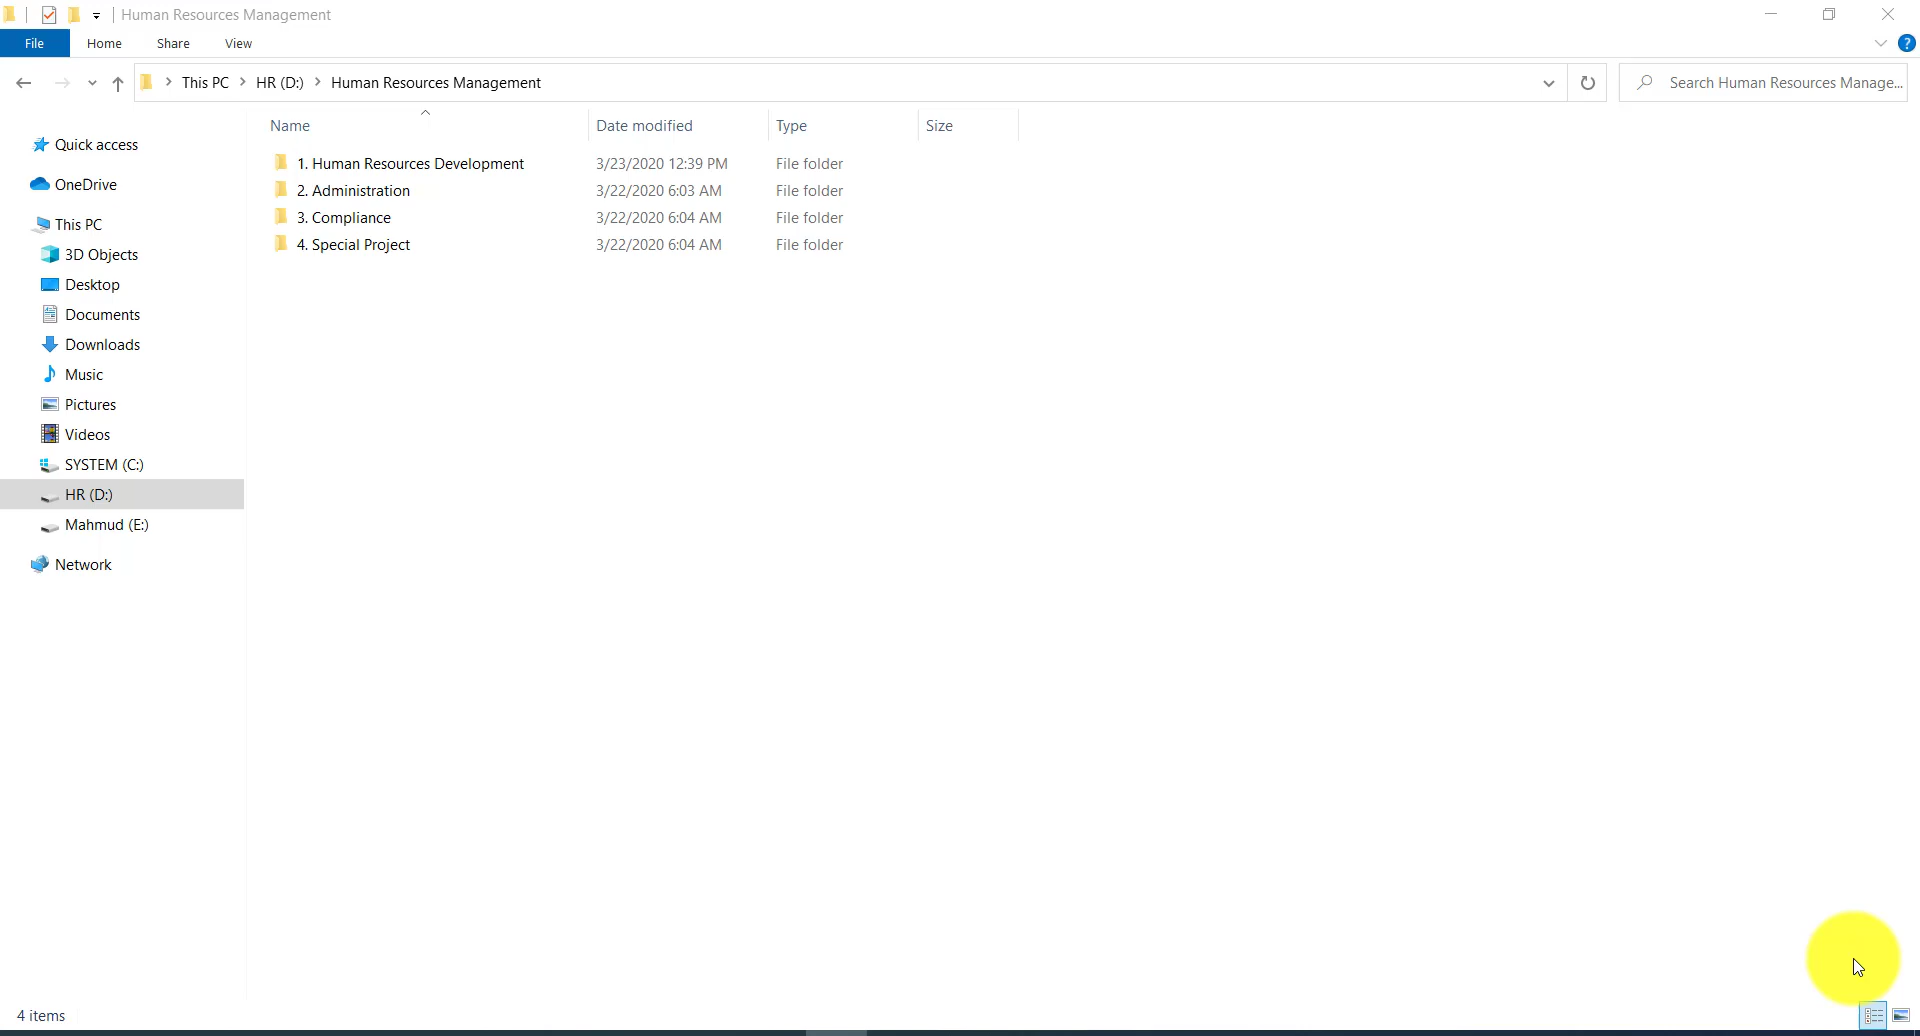 Human Resources Management
File Home Share View
?
This PC HR (D:) Human Resources Management
Search Human Resources Manage...
Name Date modified Type Size
1. Human Resources Development 3/23/2020 12:39 PM File folder
2. Administration 3/22/2020 6:03 AM File folder
3. Compliance 3/22/2020 6:04 AM File folder
4. Special Project 3/22/2020 6:04 AM File folder
Quick access
OneDrive
This PC
3D Objects
Desktop
Documents
Downloads
Music
Pictures
Videos
SYSTEM (C:)
HR (D:)
Mahmud (E:)
Network
4 items